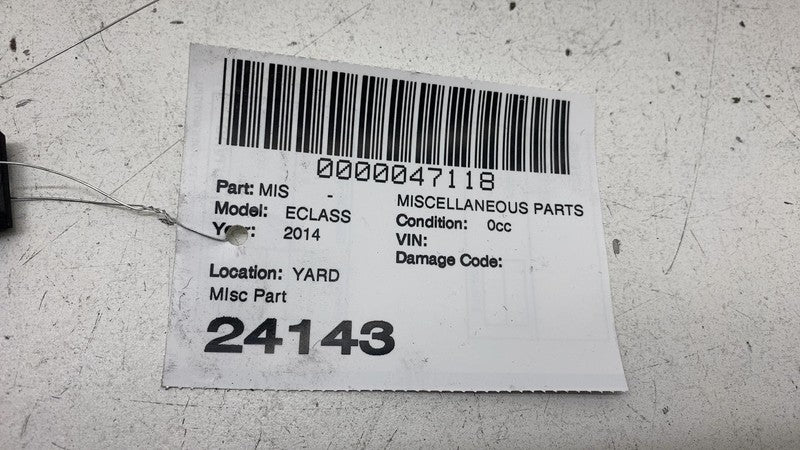 0000047118
Part: MIS - MISCELLANEOUS PARTS
Model: ECLASS Condition: 0cc
2014 VIN:
Damage Code:
Location: YARD
MIsc Part
24143